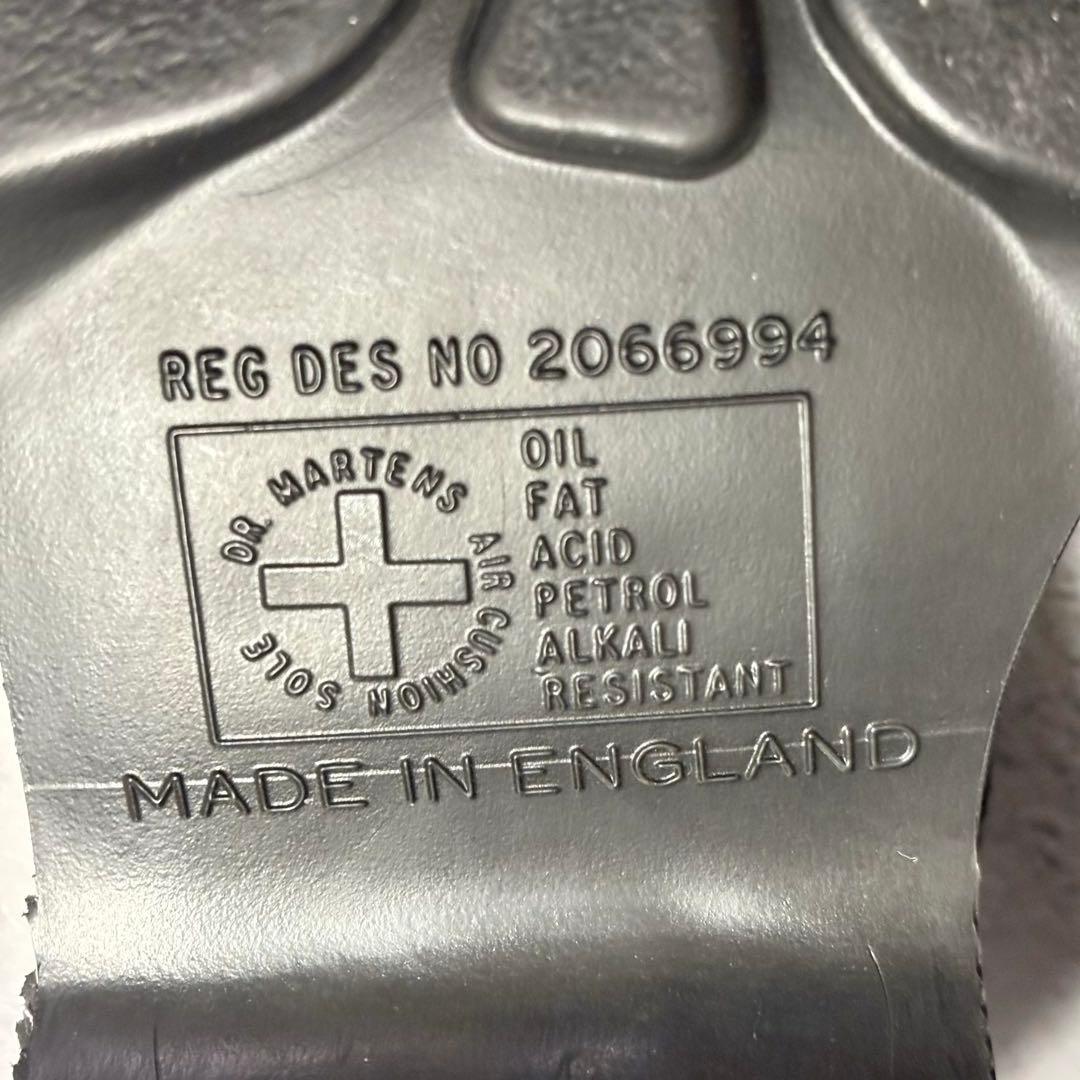 REG DES NO 2066994
DR. MARTENS AIR CUSHION SOLE
OIL
FAT
ACID
PETROL
ALKALI
RESISTANT
MADE IN ENGLAND